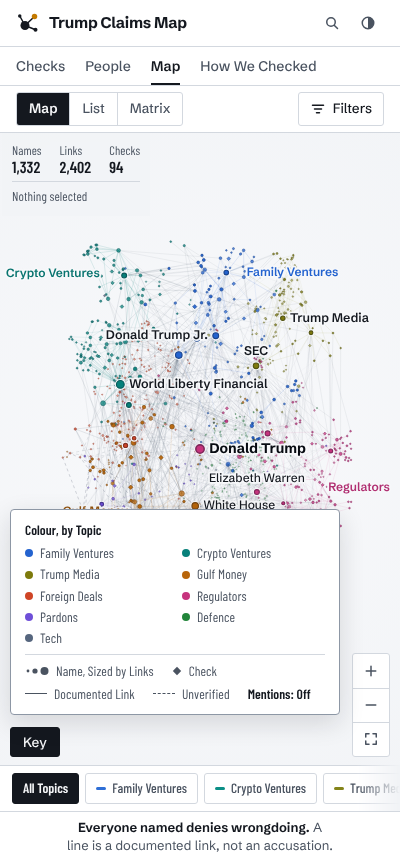 Trump Claims Map
Checks People Map How We Checked
Map List Matrix Filters
Names Links Checks
1,332 2,402 94
Nothing selected
Crypto Ventures,
Family Ventures
Trump Media
Donald Trump Jr.
SEC
World Liberty Financial
Donald Trump
Elizabeth Warren
Regulators
White House
Colour, by Topic
Family Ventures Crypto Ventures
Trump Media Gulf Money
Foreign Deals Regulators
Pardons Defence
Tech
Name, Sized by Links Check
Documented Link Unverified Mentions: Off
Key
All Topics Family Ventures Crypto Ventures Trump Me
Everyone named denies wrongdoing. A
line is a documented link, not an accusation.